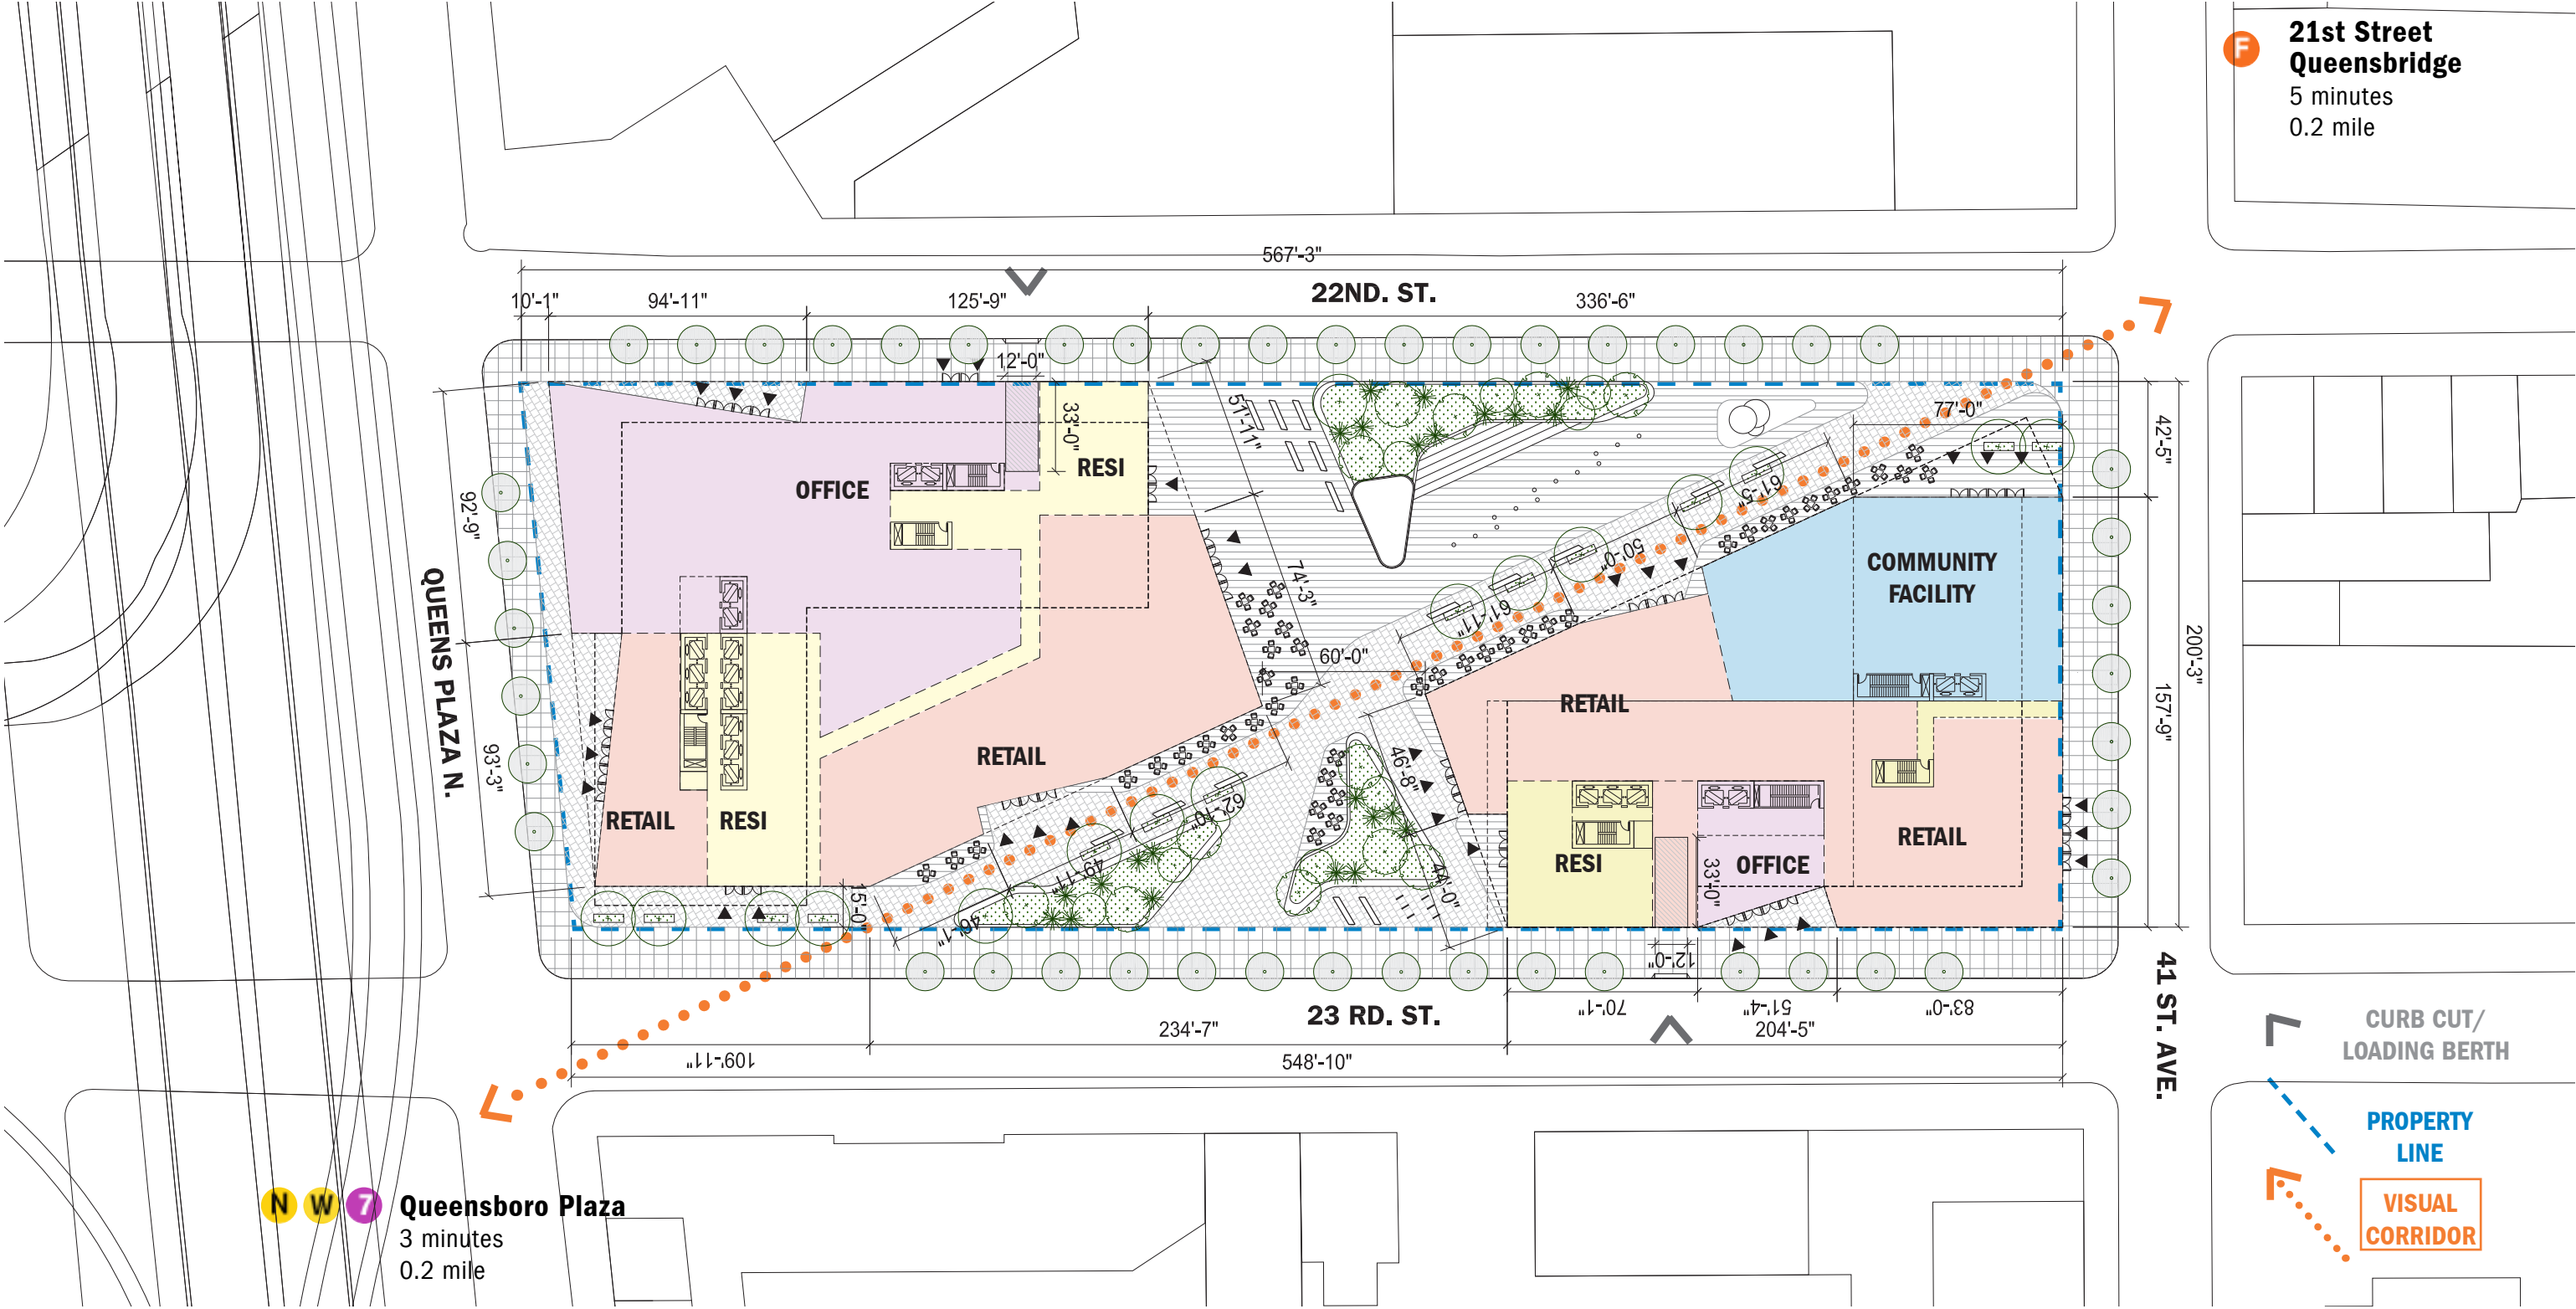 F
21st Street
Queensbridge
5 minutes
0.2 mile
567'-3"
22ND. ST.
10'-1"
94'-11"
125'-9"
336'-6"
12'-0"
33'-0"
51'-11"
77'-0"
42'-5"
RESI
OFFICE
92'-9"
61'-5"
50'-0"
COMMUNITY
FACILITY
74'-3"
61'-11"
QUEENS PLAZA N.
60'-0"
200'-3"
157'-9"
RETAIL
RETAIL
93'-3"
46'-8"
62'-10"
RETAIL
RESI
RETAIL
49'-11"
RESI
OFFICE
33'-0"
44'-0"
15'-0"
46'-1"
12'-0"
41 ST. AVE.
23 RD. ST.
70'-1"
51'-4"
83'-0"
234'-7"
204'-5"
109'-11"
548'-10"
CURB CUT/
LOADING BERTH
PROPERTY
LINE
VISUAL
CORRIDOR
N W 7
Queensboro Plaza
3 minutes
0.2 mile